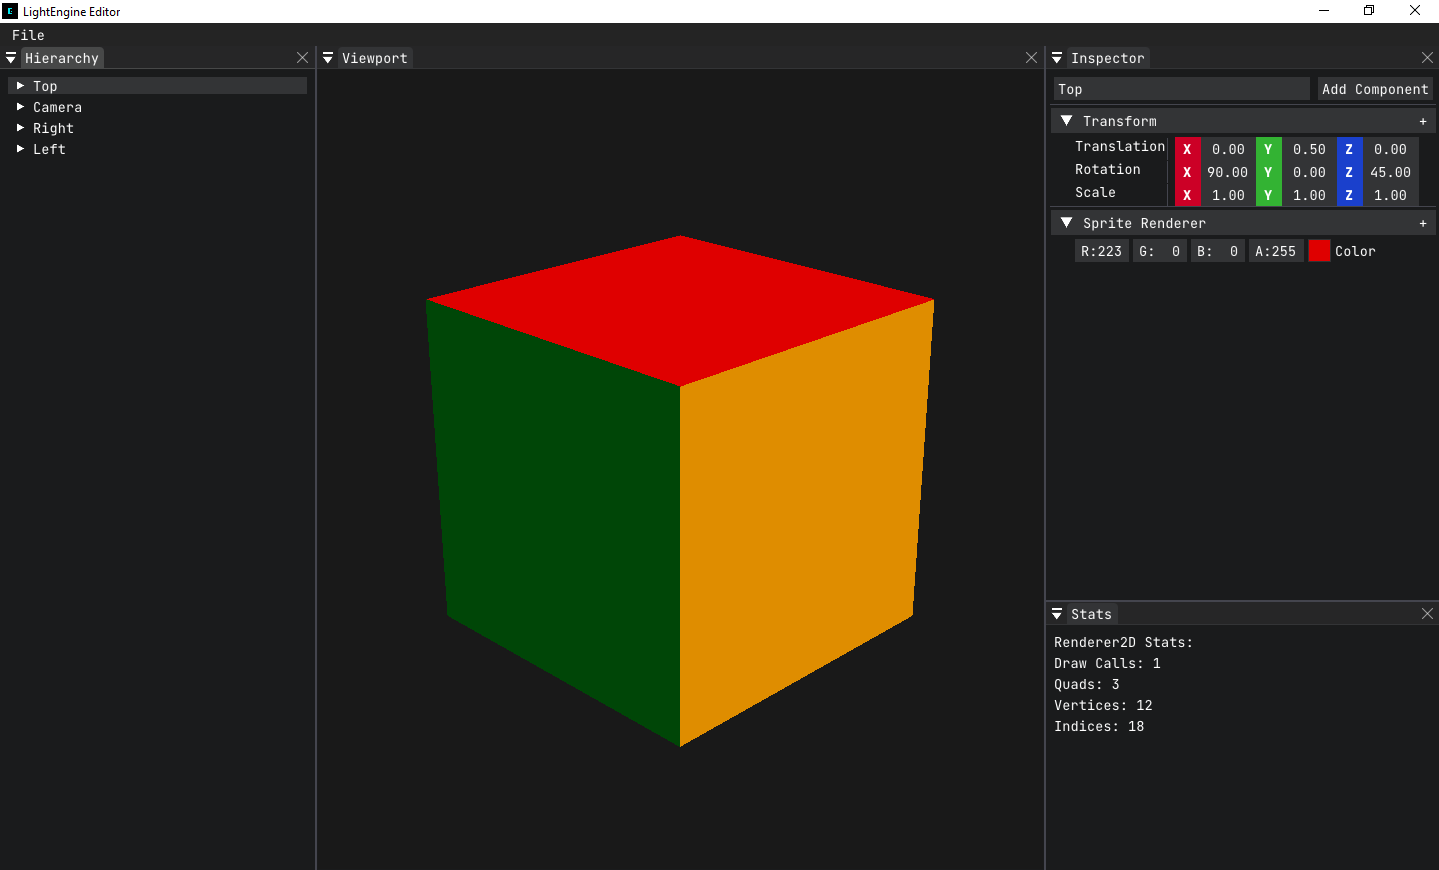 LightEngine Editor
File
Hierarchy
Top
Camera
Right
Left
Viewport
Inspector
Top Add Component
Transform +
Translation X 0.00 Y 0.50 Z 0.00
Rotation X 90.00 Y 0.00 Z 45.00
Scale X 1.00 Y 1.00 Z 1.00
Sprite Renderer +
R:223 G: 0 B: 0 A:255 Color
Stats
Renderer2D Stats:
Draw Calls: 1
Quads: 3
Vertices: 12
Indices: 18